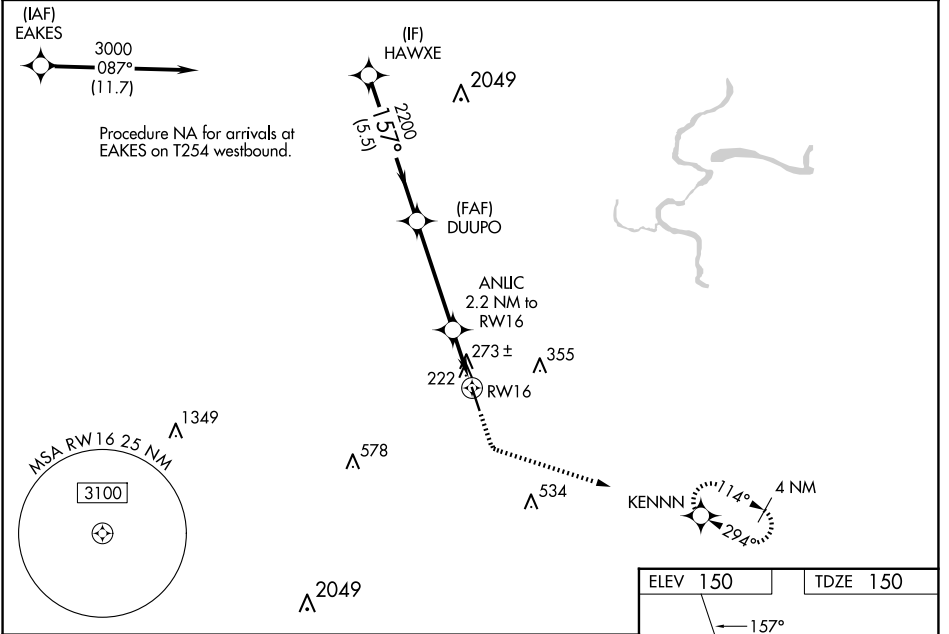 (IAF)
EAKES
3000
087°
(11.7)
(IF)
HAWXE
2049
2200
157°
(5.5)
Procedure NA for arrivals at
EAKES on T254 westbound.
(FAF)
DUUPO
ANLIC
2.2 NM to
RW16
273 ±
355
222
RW16
1349
MSA RW16 25 NM
3100
578
534
KENNN
114°
4 NM
294°
2049
ELEV 150
TDZE 150
157°